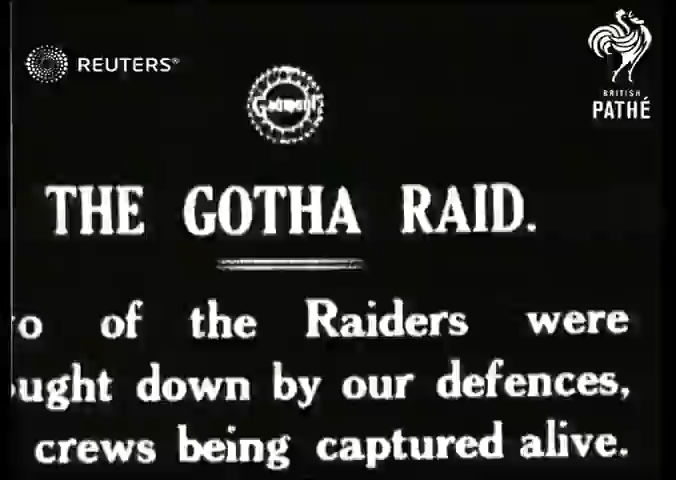 REUTERS
BRITISH
PATHÉ
Gaumont
THE GOTHA RAID.
o of the Raiders were
ught down by our defences,
crews being captured alive.